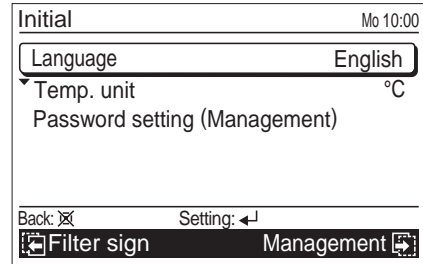 Initial Mo 10:00
Language English
Temp. unit °C
Password setting (Management)
Back: Setting:
Filter sign Management